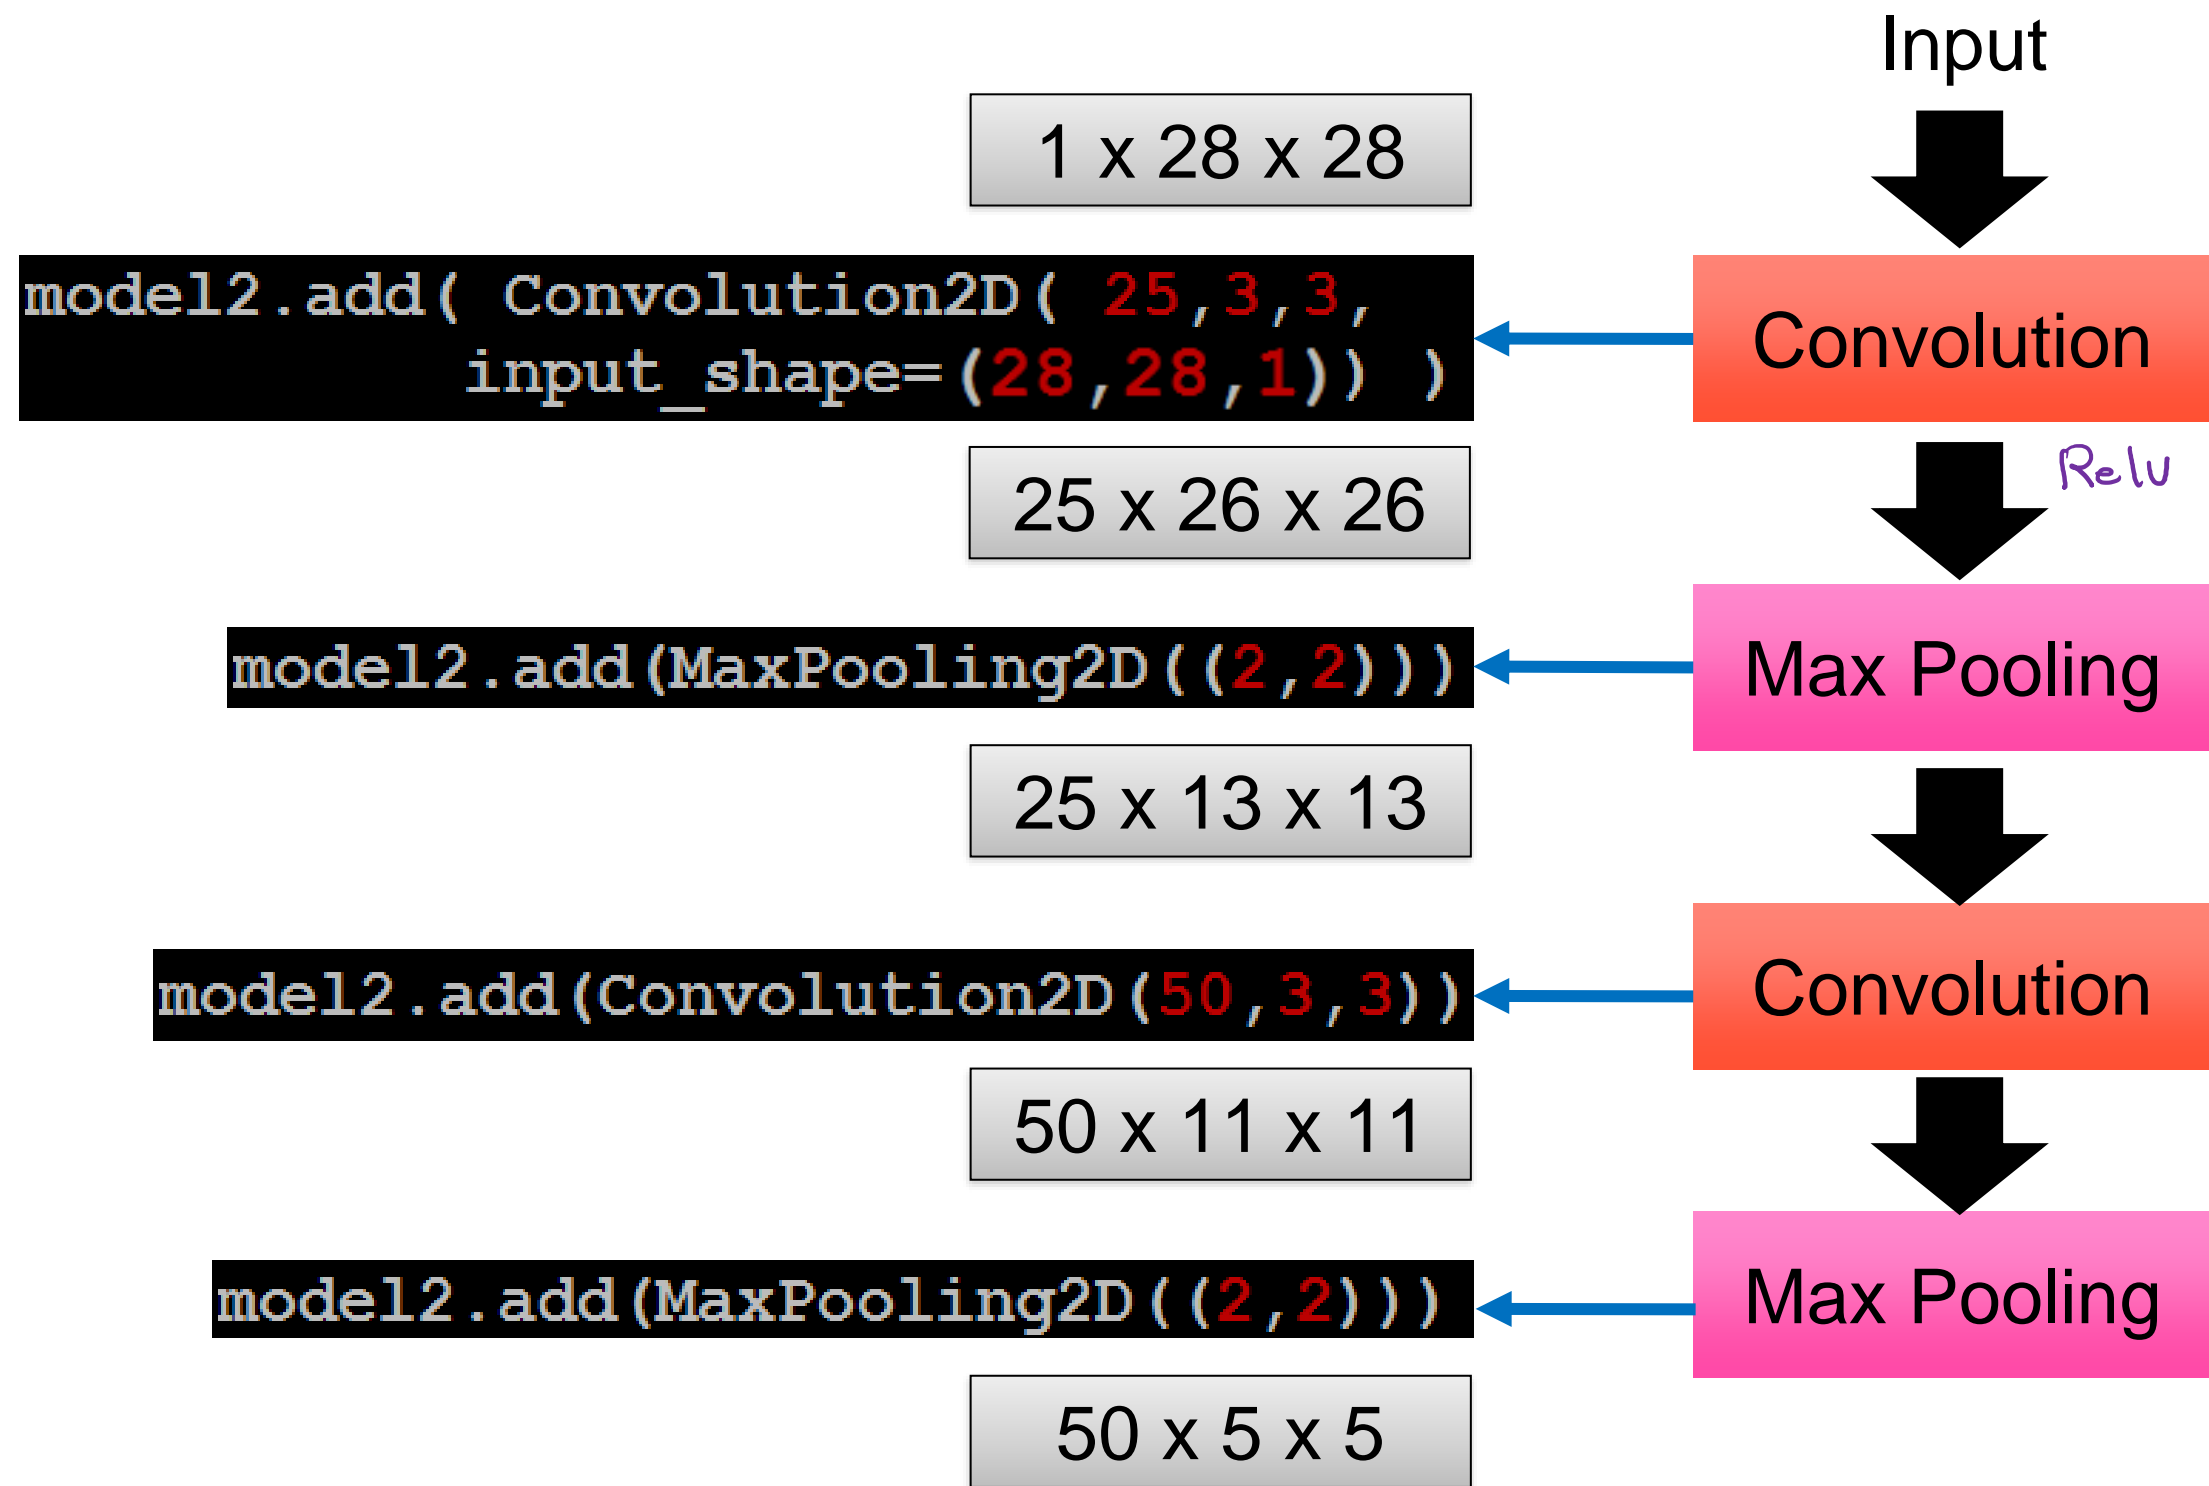 Input
1 x 28 x 28
model2.add( Convolution2D( 25,3,3,
input_shape=(28,28,1)) )
Convolution
25 x 26 x 26
Relu
model2.add(MaxPooling2D((2,2)))
Max Pooling
25 x 13 x 13
model2.add(Convolution2D(50,3,3))
Convolution
50 x 11 x 11
model2.add(MaxPooling2D((2,2)))
Max Pooling
50 x 5 x 5